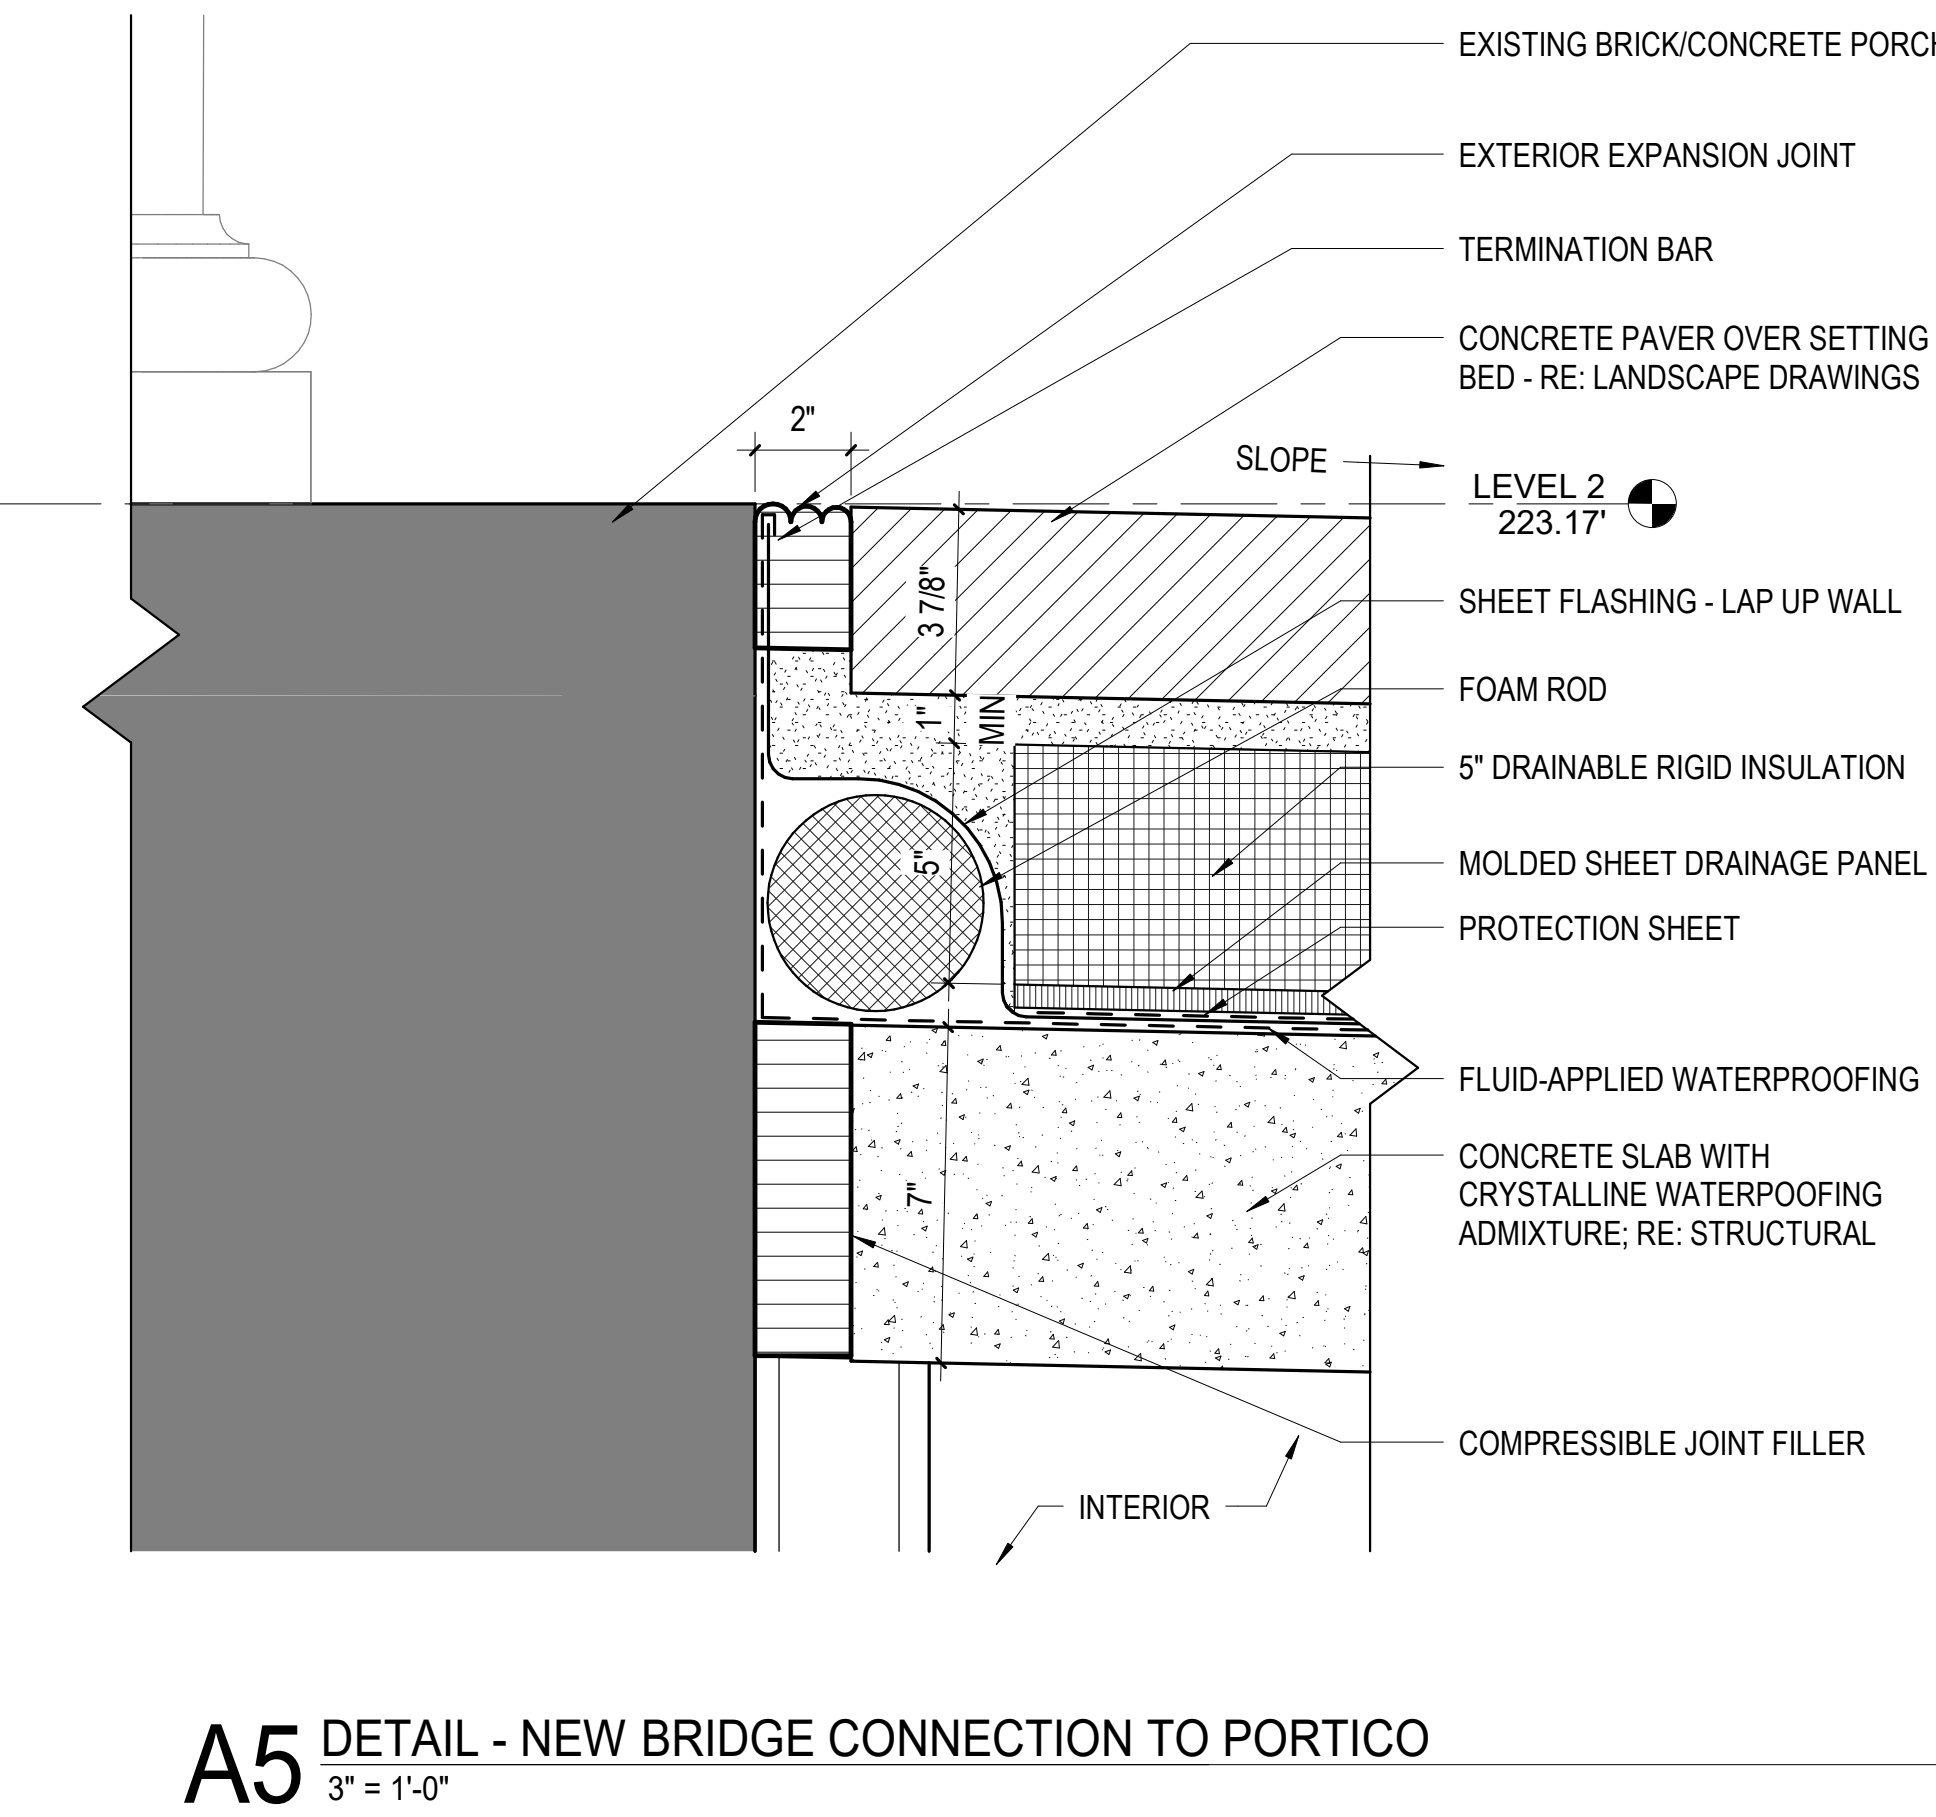 EXISTING BRICK/CONCRETE PORCH
EXTERIOR EXPANSION JOINT
TERMINATION BAR
CONCRETE PAVER OVER SETTING
BED - RE: LANDSCAPE DRAWINGS
2"
SLOPE
LEVEL 2
223.17'
3 7/8"
SHEET FLASHING - LAP UP WALL
FOAM ROD
1"
MIN
5" DRAINABLE RIGID INSULATION
5"
MOLDED SHEET DRAINAGE PANEL
PROTECTION SHEET
FLUID-APPLIED WATERPROOFING
CONCRETE SLAB WITH
CRYSTALLINE WATERPOOFING
ADMIXTURE; RE: STRUCTURAL
7"
COMPRESSIBLE JOINT FILLER
INTERIOR
A5 DETAIL - NEW BRIDGE CONNECTION TO PORTICO
3" = 1'-0"